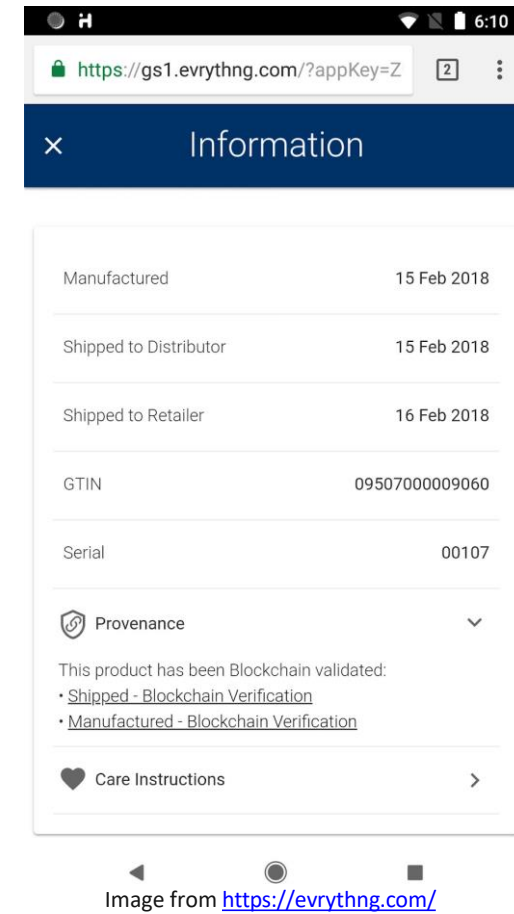 6:10
https://gs1.evrythng.com/?appKey=Z 2
× Information
Manufactured 15 Feb 2018
Shipped to Distributor 15 Feb 2018
Shipped to Retailer 16 Feb 2018
GTIN 09507000009060
Serial 00107
Provenance
This product has been Blockchain validated:
• Shipped - Blockchain Verification
• Manufactured - Blockchain Verification
Care Instructions
Image from https://evrythng.com/